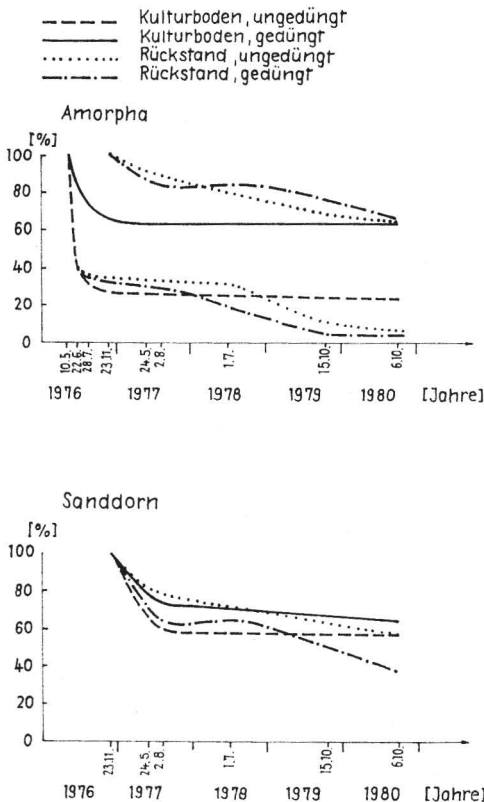 Kulturboden, ungedüngt
Kulturboden, gedüngt
Rückstand, ungedüngt
Rückstand, gedüngt
Amorpha
[%]
100
80
60
40
20
0
10.5. 22.6. 28.7. 23.11. 24.5. 2.8. 1.7. 15.10. 6.10.
1976 1977 1978 1979 1980 [Jahre]
Sanddorn
[%]
100
80
60
40
20
0
23.11. 24.5. 2.8. 1.7. 15.10. 6.10.
1976 1977 1978 1979 1980 [Jahre]